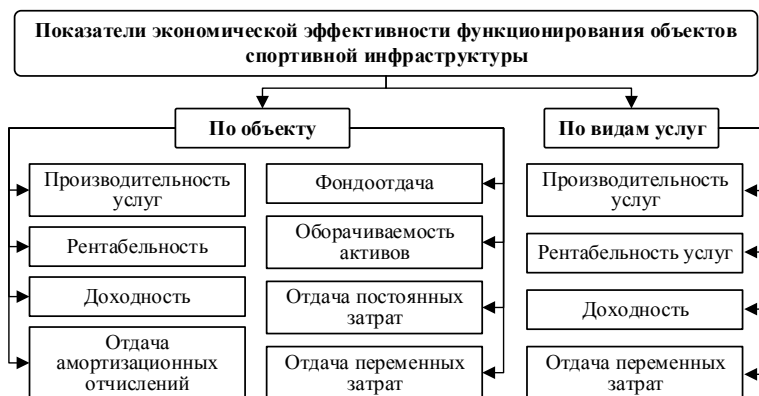 Показатели экономической эффективности функционирования объектов
спортивной инфраструктуры
По объекту
По видам услуг
Производительность
услуг
Рентабельность
Доходность
Отдача
амортизационных
отчислений
Фондоотдача
Оборачиваемость
активов
Отдача постоянных
затрат
Отдача переменных
затрат
Производительность
услуг
Рентабельность услуг
Доходность
Отдача переменных
затрат